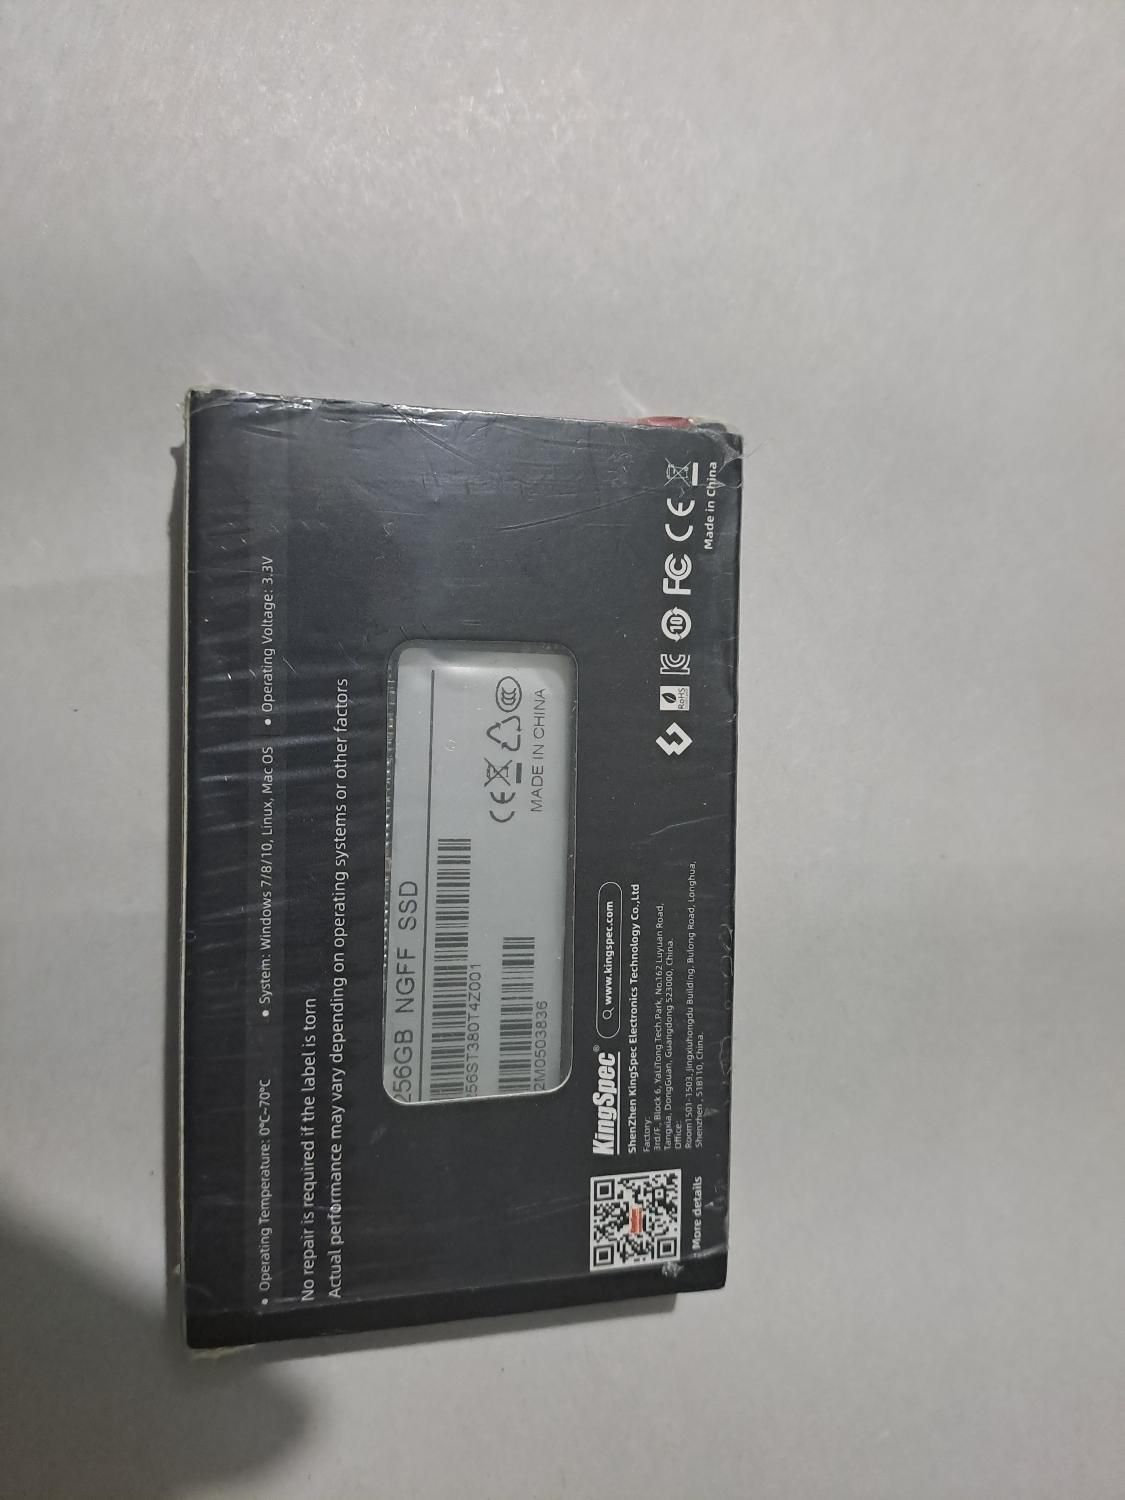 • Operating Temperature: 0°C~70°C • System: Windows 7/8/10, Linux, Mac OS • Operating Voltage: 3.3V
No repair is required if the label is torn
Actual performance may vary depending on operating systems or other factors
256GB NGFF SSD
56ST380T4Z001
2M0503836
CE
CCC
MADE IN CHINA
KingSpec®
www.kingspec.com
ShenZhen KingSpec Electronics Technology Co.,Ltd
Factory:
3rd/F., Block 6, YaLiTong Tech.Park, No.162 Luyuan Road,
Tangxia, DongGuan, Guangdong 523000, China.
Office:
Room1501-1503, Jingxiuhongdu Building, Bulong Road, Longhua,
Shenzhen, 518110, China.
More details
RoHS
10
FC CE
Made in China